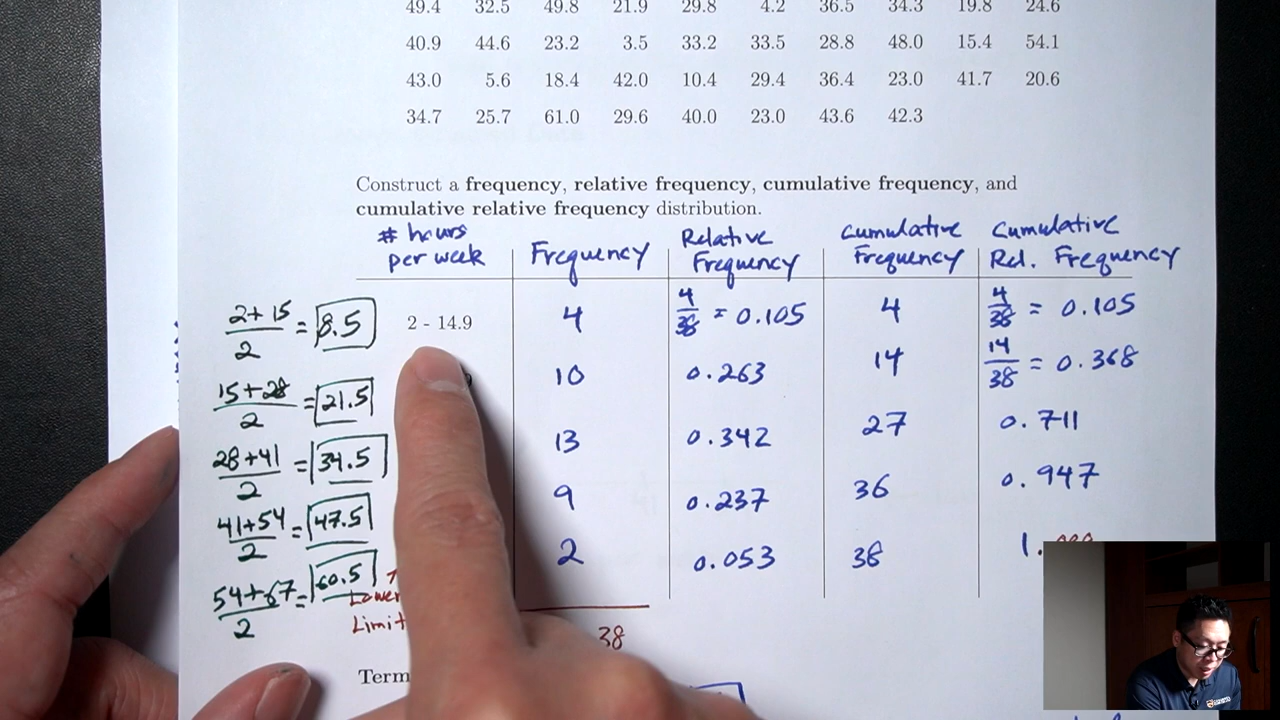 49.4 32.5 49.8 21.9 29.8 4.2 36.5 34.3 19.8 24.6
40.9 44.6 23.2 3.5 33.2 33.5 28.8 48.0 15.4 54.1
43.0 5.6 18.4 42.0 10.4 29.4 36.4 23.0 41.7 20.6
34.7 25.7 61.0 29.6 40.0 23.0 43.6 42.3
Construct a frequency, relative frequency, cumulative frequency, and
cumulative relative frequency distribution.
# hours per week Frequency Relative Frequency Cumulative Frequency Cumulative Rel. Frequency
2+15/2 = 8.5 2 - 14.9 4 4/38 = 0.105 4 4/38 = 0.105
15+28/2 = 21.5 10 0.263 14 14/38 = 0.368
28+41/2 = 34.5 13 0.342 27 0.711
41+54/2 = 47.5 9 0.237 36 0.947
54+67/2 = 60.5 2 0.053 38 1.000
Lower
Limit
38
Term